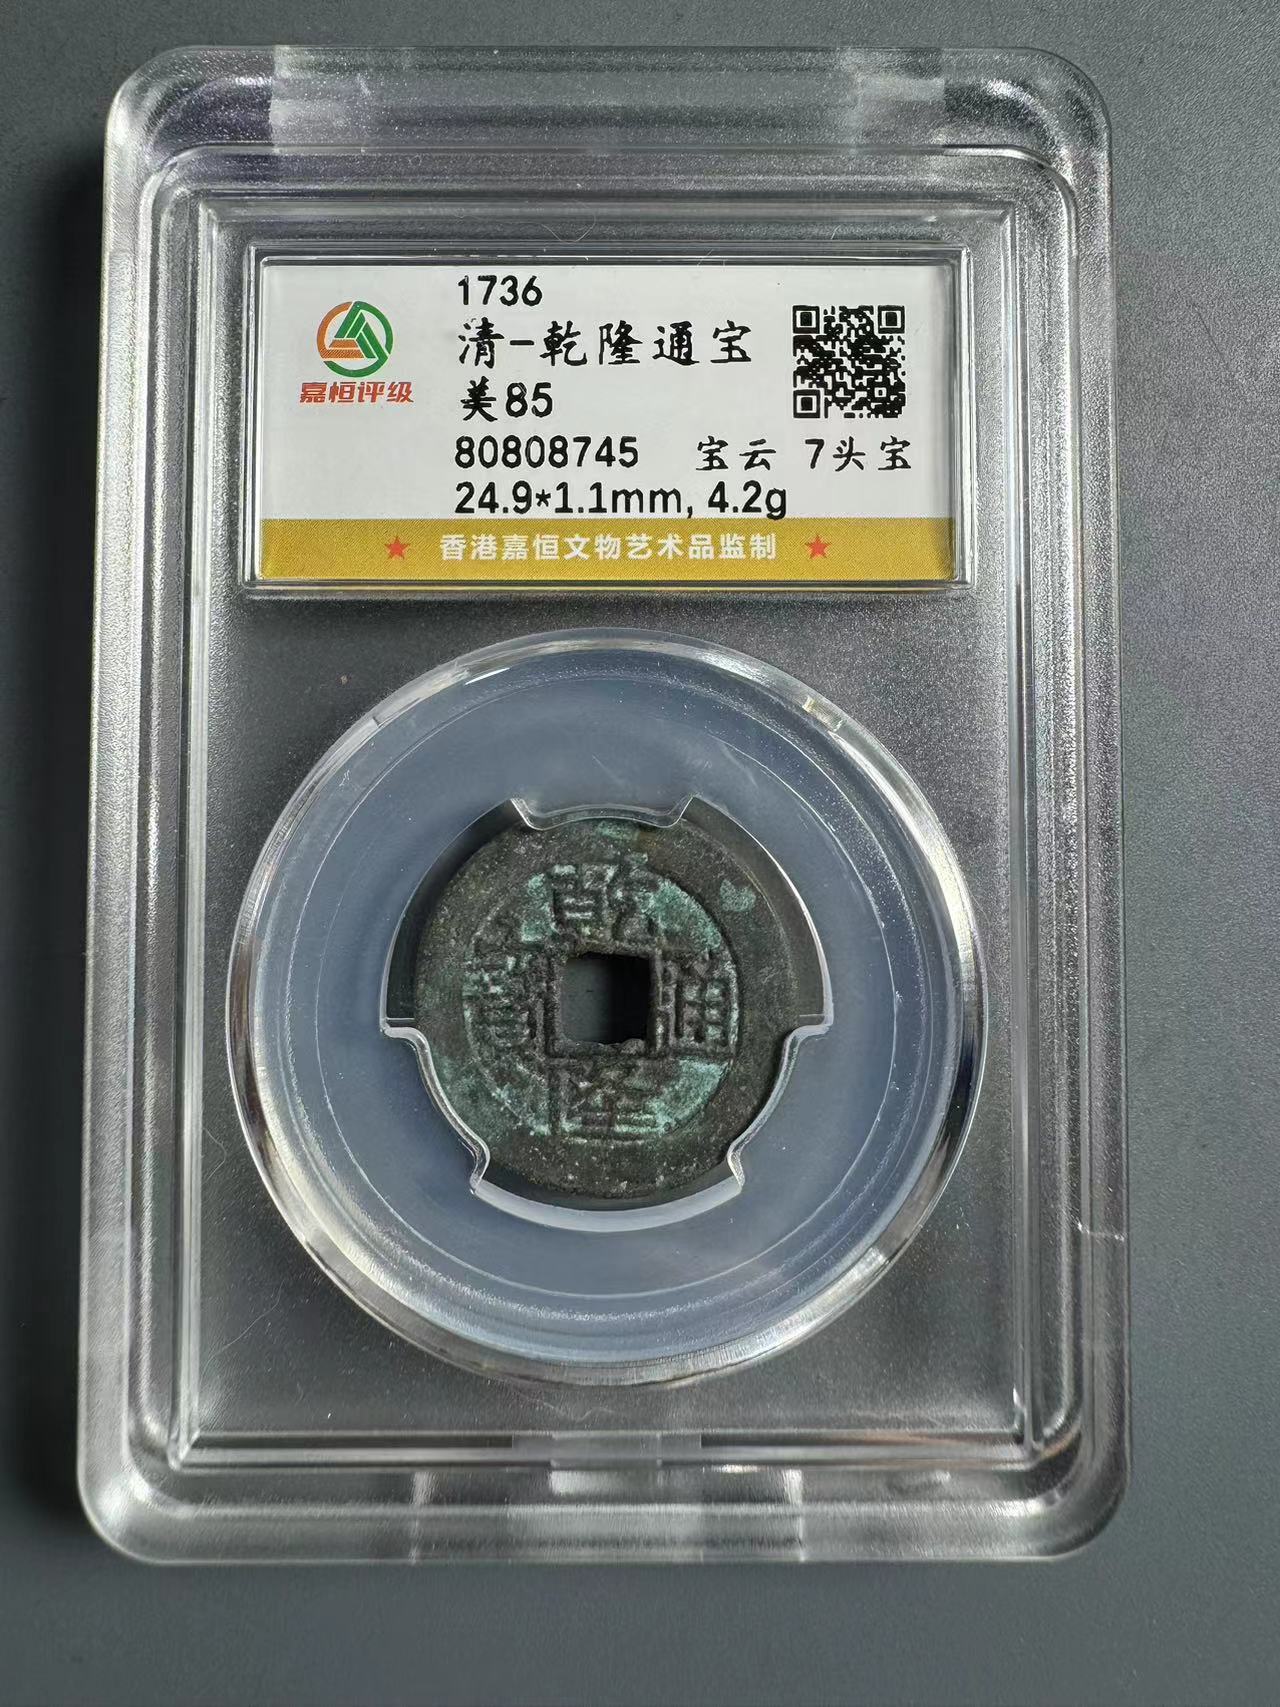 1736
清-乾隆通宝
美85
80808745 宝云 7头宝
24.9*1.1mm, 4.2g
嘉恒评级
★ 香港嘉恒文物艺术品监制 ★
乾
寶 通
隆